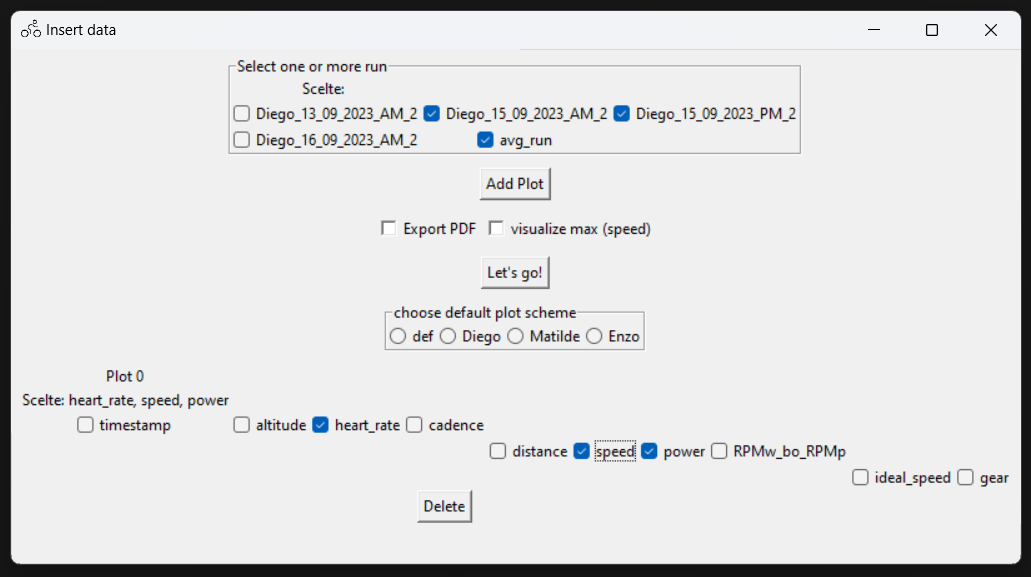 Insert data
Select one or more run
Scelte:
Diego_13_09_2023_AM_2 Diego_15_09_2023_AM_2 Diego_15_09_2023_PM_2
Diego_16_09_2023_AM_2 avg_run
Add Plot
Export PDF visualize max (speed)
Let's go!
choose default plot scheme
def Diego Matilde Enzo
Plot 0
Scelte: heart_rate, speed, power
timestamp altitude heart_rate cadence
distance speed power RPMw_bo_RPMp
ideal_speed gear
Delete